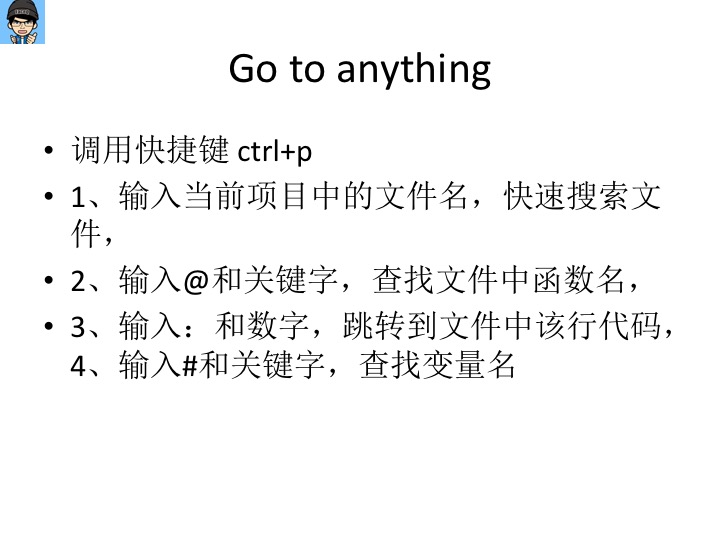 Go to anything
• 调用快捷键 ctrl+p
• 1、输入当前项目中的文件名，快速搜索文
件，
• 2、输入@和关键字，查找文件中函数名，
• 3、输入：和数字，跳转到文件中该行代码，
4、输入#和关键字，查找变量名